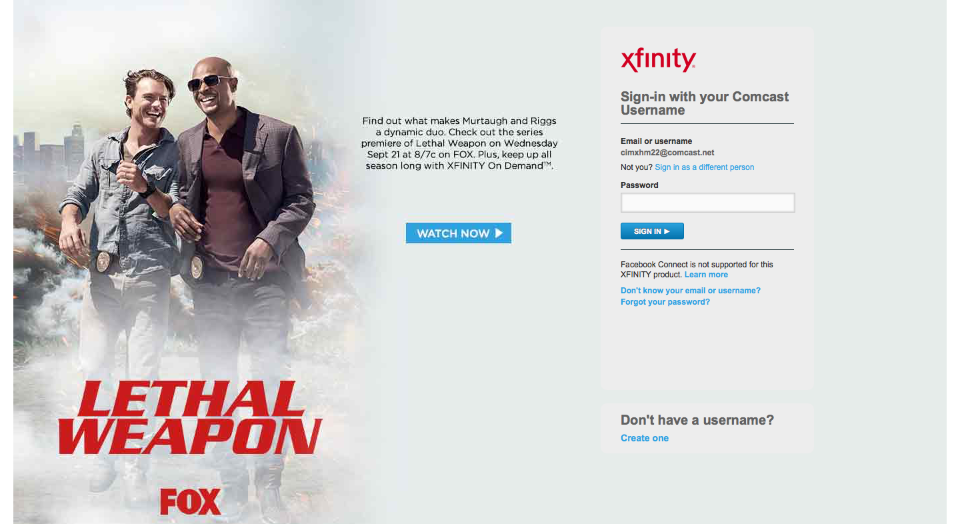 Find out what makes Murtaugh and Riggs
a dynamic duo. Check out the series
premiere of Lethal Weapon on Wednesday
Sept 21 at 8/7c on FOX. Plus, keep up all
season long with XFINITY On Demand™.
WATCH NOW
LETHAL
WEAPON
FOX
xfinity
Sign-in with your Comcast
Username
Email or username
cimxhm22@comcast.net
Not you? Sign in as a different person
Password
SIGN IN
Facebook Connect is not supported for this
XFINITY product. Learn more
Don't know your email or username?
Forgot your password?
Don't have a username?
Create one